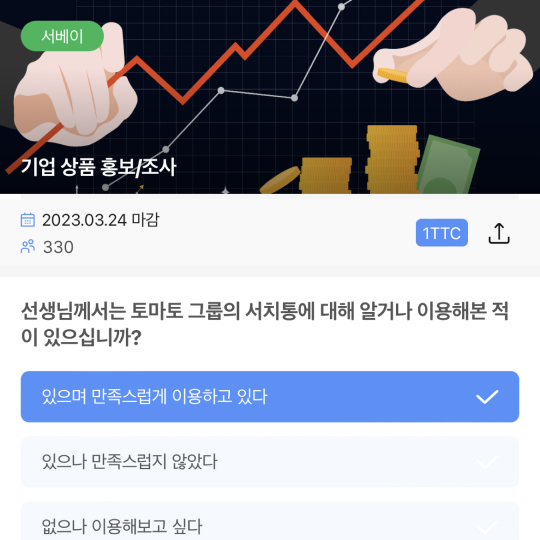 서베이
기업 상품 홍보/조사
2023.03.24 마감
1TTC
330
선생님께서는 토마토 그룹의 서치통에 대해 알거나 이용해본 적
이 있으십니까?
있으며 만족스럽게 이용하고 있다
있으나 만족스럽지 않았다
없으나 이용해보고 싶다